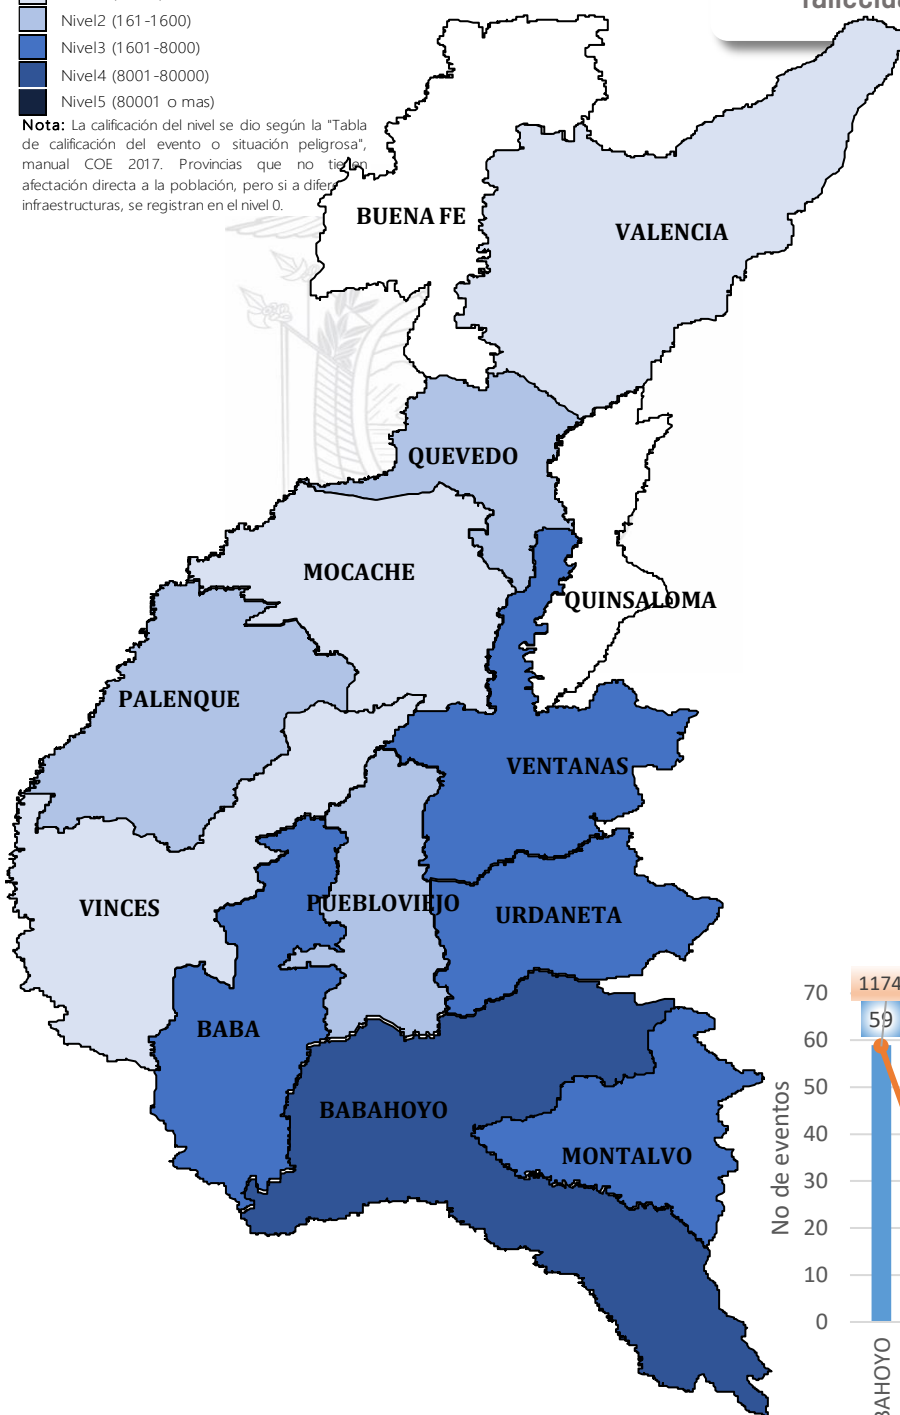 fallecida
Nivel2 (161-1600)
Nivel3 (1601-8000)
Nivel4 (8001-80000)
Nivel5 (80001 o mas)
Nota: La calificación del nivel se dio según la "Tabla
de calificación del evento o situación peligrosa",
manual COE 2017. Provincias que no tienen
afectación directa a la población, pero si a difer
infraestructuras, se registran en el nivel 0.
BUENA FE
VALENCIA
QUEVEDO
MOCACHE
QUINSALOMA
PALENQUE
VENTANAS
VINCES
PUEBLOVIEJO
URDANETA
BABA
BABAHOYO
MONTALVO
No de eventos
70
60
50
40
30
20
10
0
1174
59
BAHOYO